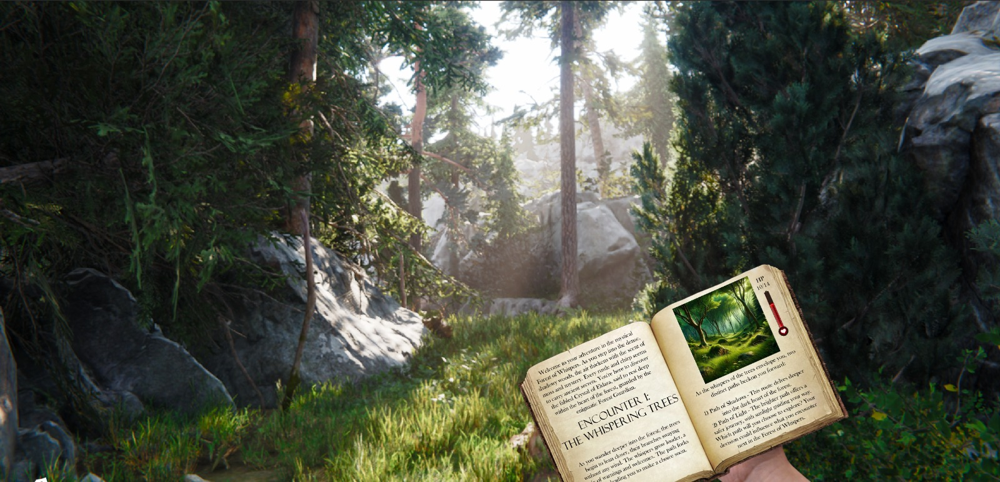 Welcome to your adventure in the mystical
Forest of Whispers. As you step into the dense,
shadowy woods, the air thickens with the scent of
moss and mystery. Every rustle and chirp seems
to carry ancient secrets. You're here to discover
the fabled Crystal of Eldara, said to rest deep
within the heart of the forest, guarded by the
enigmatic Forest Guardian.
ENCOUNTER 1:
THE WHISPERING TREES
As you wander deeper into the forest, the trees
begin to lean closer, their branches swaying
without any wind. The whispers grow louder, a
of warnings and welcomes. The path forks
leading you to make a choice soon.
HP
10/14
As the whispers of the trees envelope you, two
distinct paths beckon you forward:
1) Path of Shadows - This route delves deeper
into the dark heart of the forest.
2) Path of Light - The brighter path offers a
safer journey, with sunlight guiding your way.
Which path will you choose to explore? Your
decision could influence what you encounter
next in the Forest of Whispers.